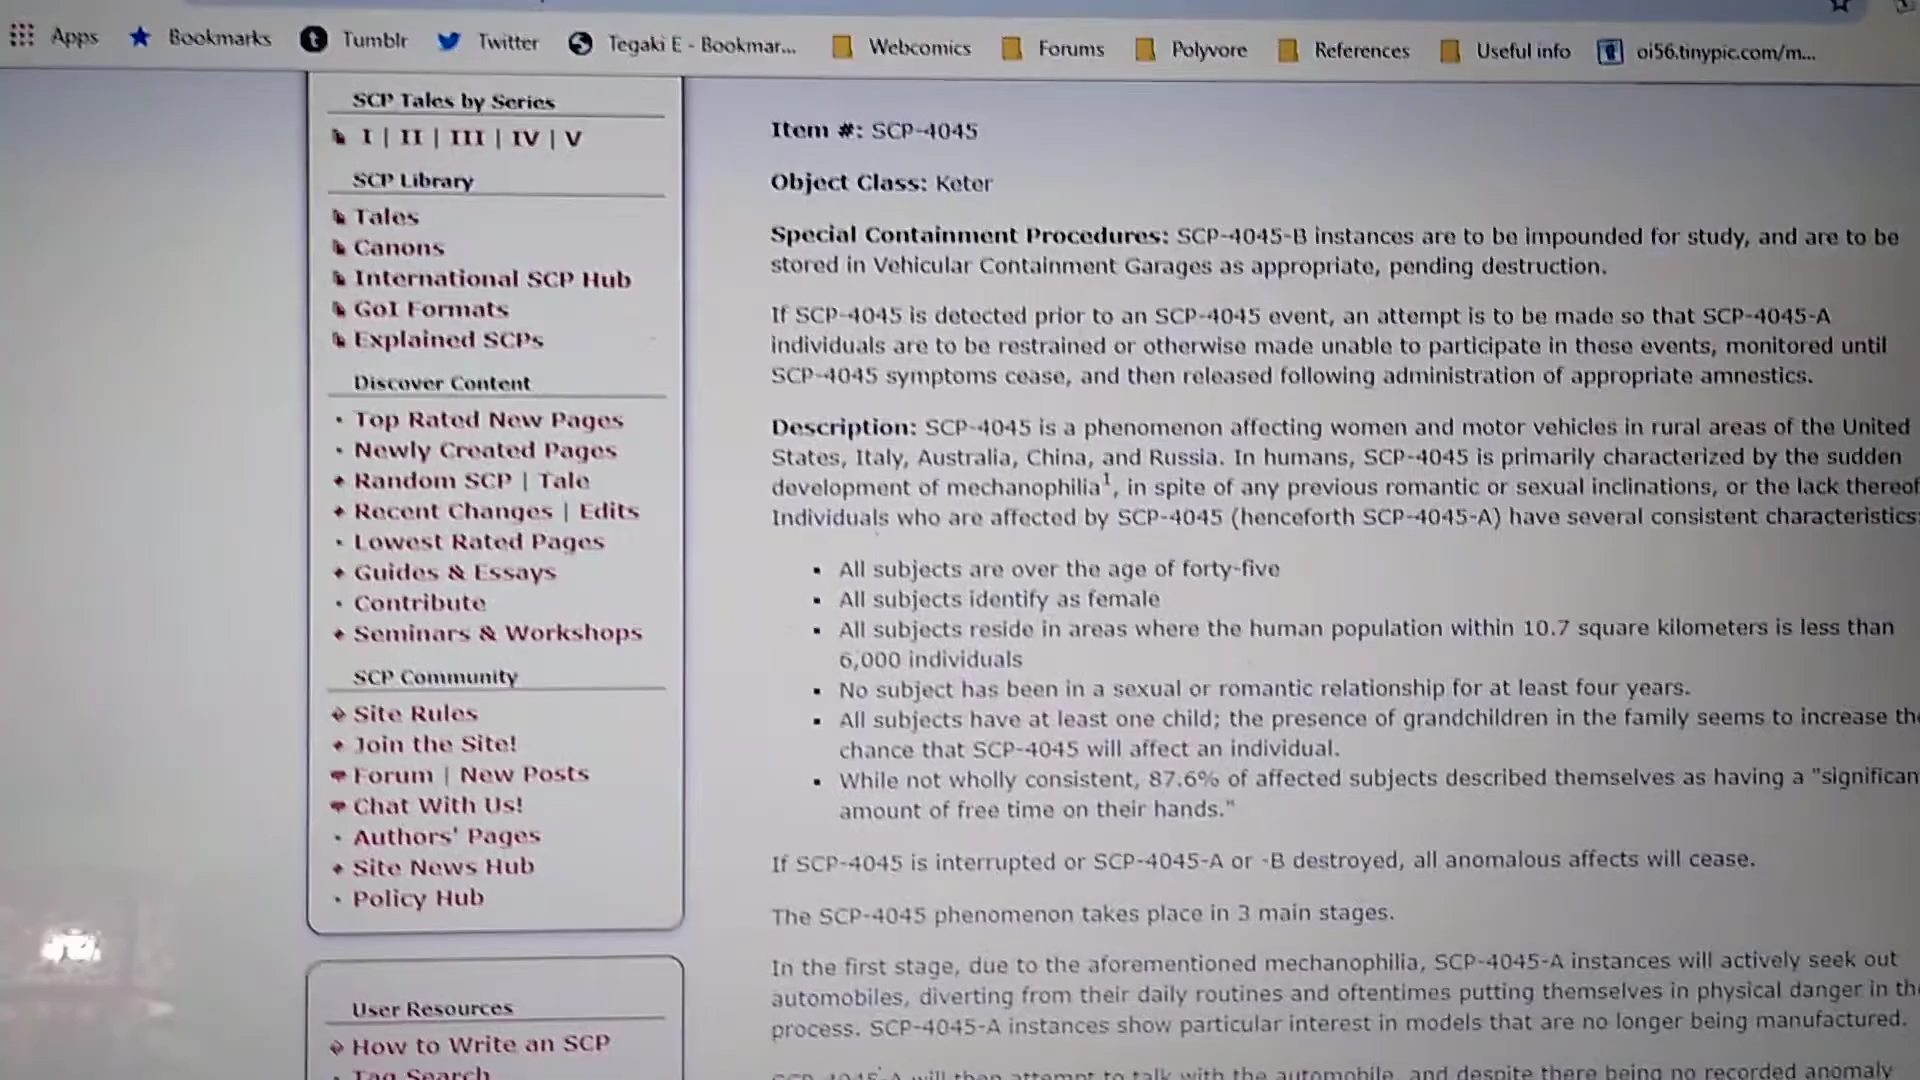 Apps Bookmarks Tumblr Twitter Tegaki E - Bookmar... Webcomics Forums Polyvore References Useful info oi56.tinypic.com/m...
SCP Tales by Series
I | II | III | IV | V
SCP Library
Tales
Canons
International SCP Hub
GoI Formats
Explained SCPs
Discover Content
Top Rated New Pages
Newly Created Pages
Random SCP | Tale
Recent Changes | Edits
Lowest Rated Pages
Guides & Essays
Contribute
Seminars & Workshops
SCP Community
Site Rules
Join the Site!
Forum | New Posts
Chat With Us!
Authors' Pages
Site News Hub
Policy Hub
User Resources
How to Write an SCP
Tag Search
Item #: SCP-4045
Object Class: Keter
Special Containment Procedures: SCP-4045-B instances are to be impounded for study, and are to be
stored in Vehicular Containment Garages as appropriate, pending destruction.
If SCP-4045 is detected prior to an SCP-4045 event, an attempt is to be made so that SCP-4045-A
individuals are to be restrained or otherwise made unable to participate in these events, monitored until
SCP-4045 symptoms cease, and then released following administration of appropriate amnestics.
Description: SCP-4045 is a phenomenon affecting women and motor vehicles in rural areas of the United
States, Italy, Australia, China, and Russia. In humans, SCP-4045 is primarily characterized by the sudden
development of mechanophilia1, in spite of any previous romantic or sexual inclinations, or the lack thereof
Individuals who are affected by SCP-4045 (henceforth SCP-4045-A) have several consistent characteristics:
▪ All subjects are over the age of forty-five
▪ All subjects identify as female
▪ All subjects reside in areas where the human population within 10.7 square kilometers is less than
6,000 individuals
▪ No subject has been in a sexual or romantic relationship for at least four years.
▪ All subjects have at least one child; the presence of grandchildren in the family seems to increase the
chance that SCP-4045 will affect an individual.
▪ While not wholly consistent, 87.6% of affected subjects described themselves as having a "significan
amount of free time on their hands."
If SCP-4045 is interrupted or SCP-4045-A or -B destroyed, all anomalous affects will cease.
The SCP-4045 phenomenon takes place in 3 main stages.
In the first stage, due to the aforementioned mechanophilia, SCP-4045-A instances will actively seek out
automobiles, diverting from their daily routines and oftentimes putting themselves in physical danger in the
process. SCP-4045-A instances show particular interest in models that are no longer being manufactured.
SCP-4045-A will then attempt to talk with the automobile, and despite there being no recorded anomaly